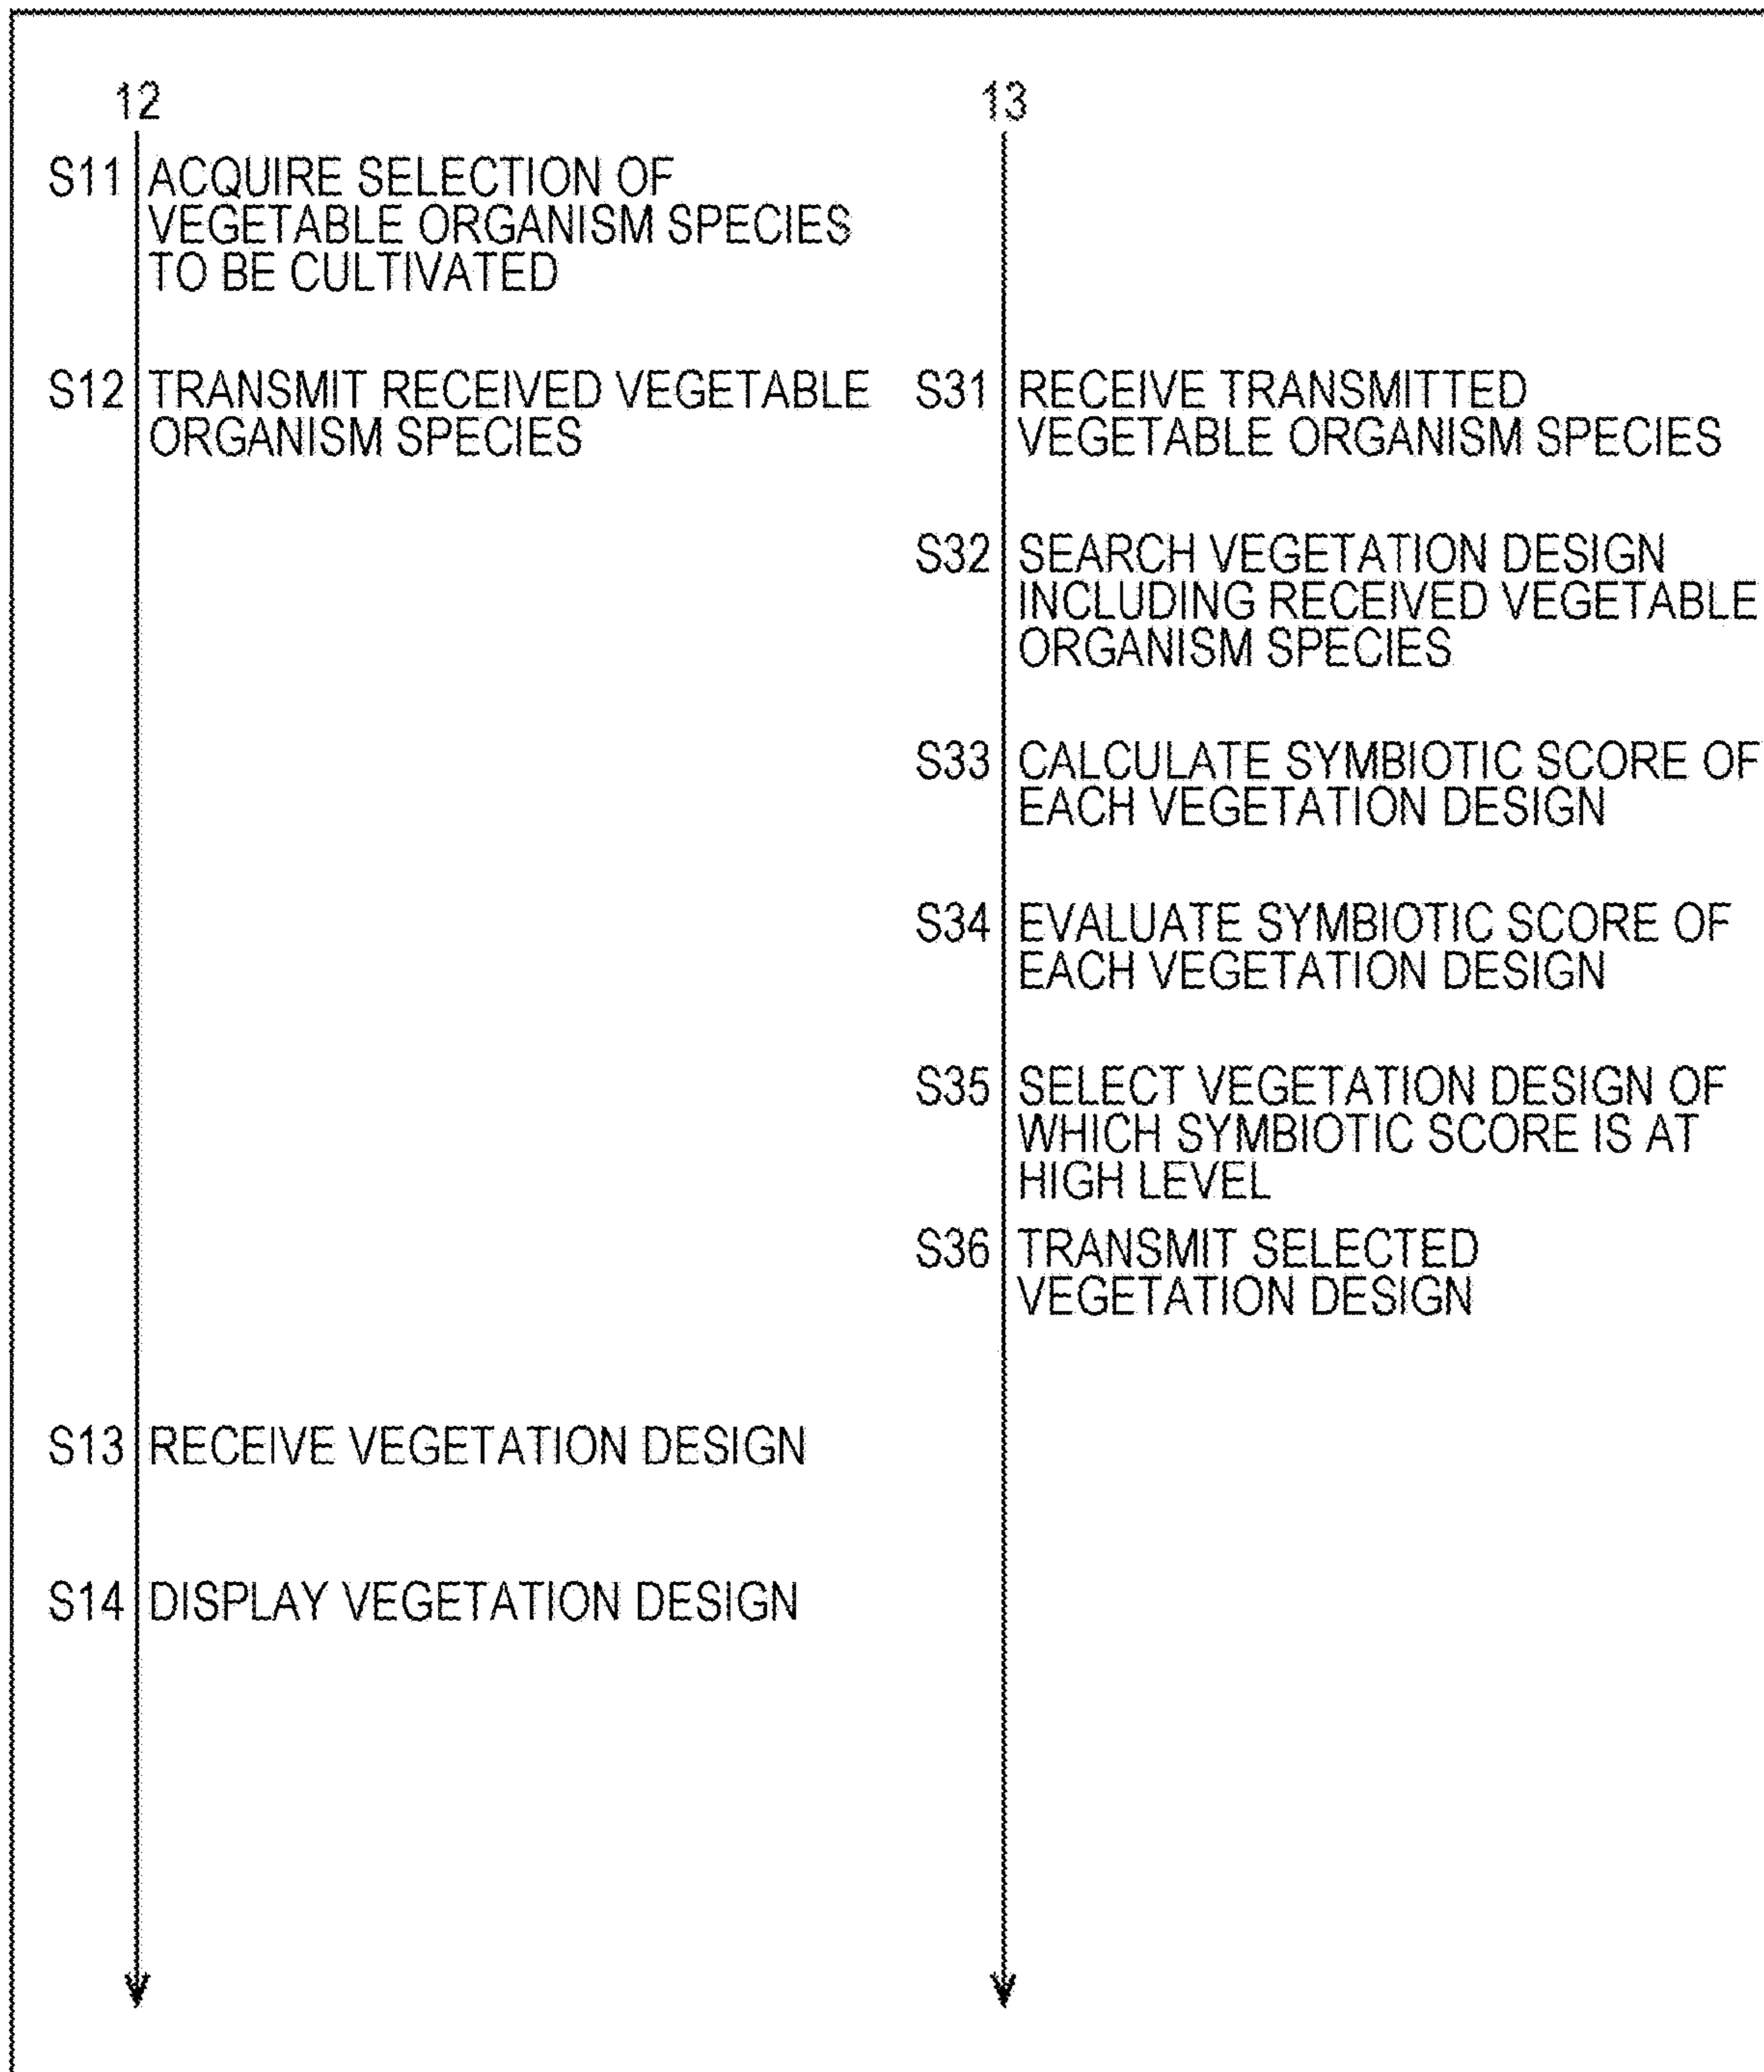 12
S11 ACQUIRE SELECTION OF
VEGETABLE ORGANISM SPECIES
TO BE CULTIVATED
S12 TRANSMIT RECEIVED VEGETABLE
ORGANISM SPECIES
S13 RECEIVE VEGETATION DESIGN
S14 DISPLAY VEGETATION DESIGN
13
S31 RECEIVE TRANSMITTED
VEGETABLE ORGANISM SPECIES
S32 SEARCH VEGETATION DESIGN
INCLUDING RECEIVED VEGETABLE
ORGANISM SPECIES
S33 CALCULATE SYMBIOTIC SCORE OF
EACH VEGETATION DESIGN
S34 EVALUATE SYMBIOTIC SCORE OF
EACH VEGETATION DESIGN
S35 SELECT VEGETATION DESIGN OF
WHICH SYMBIOTIC SCORE IS AT
HIGH LEVEL
S36 TRANSMIT SELECTED
VEGETATION DESIGN